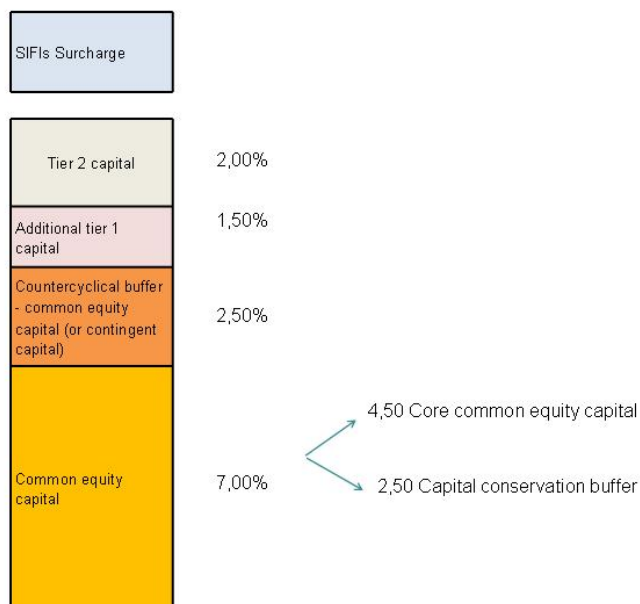 SIFIs Surcharge
Tier 2 capital
2,00%
Additional tier 1
capital
1,50%
Countercyclical buffer
- common equity
capital (or contingent
capital)
2,50%
Common equity
capital
7,00%
4,50 Core common equity capital
2,50 Capital conservation buffer